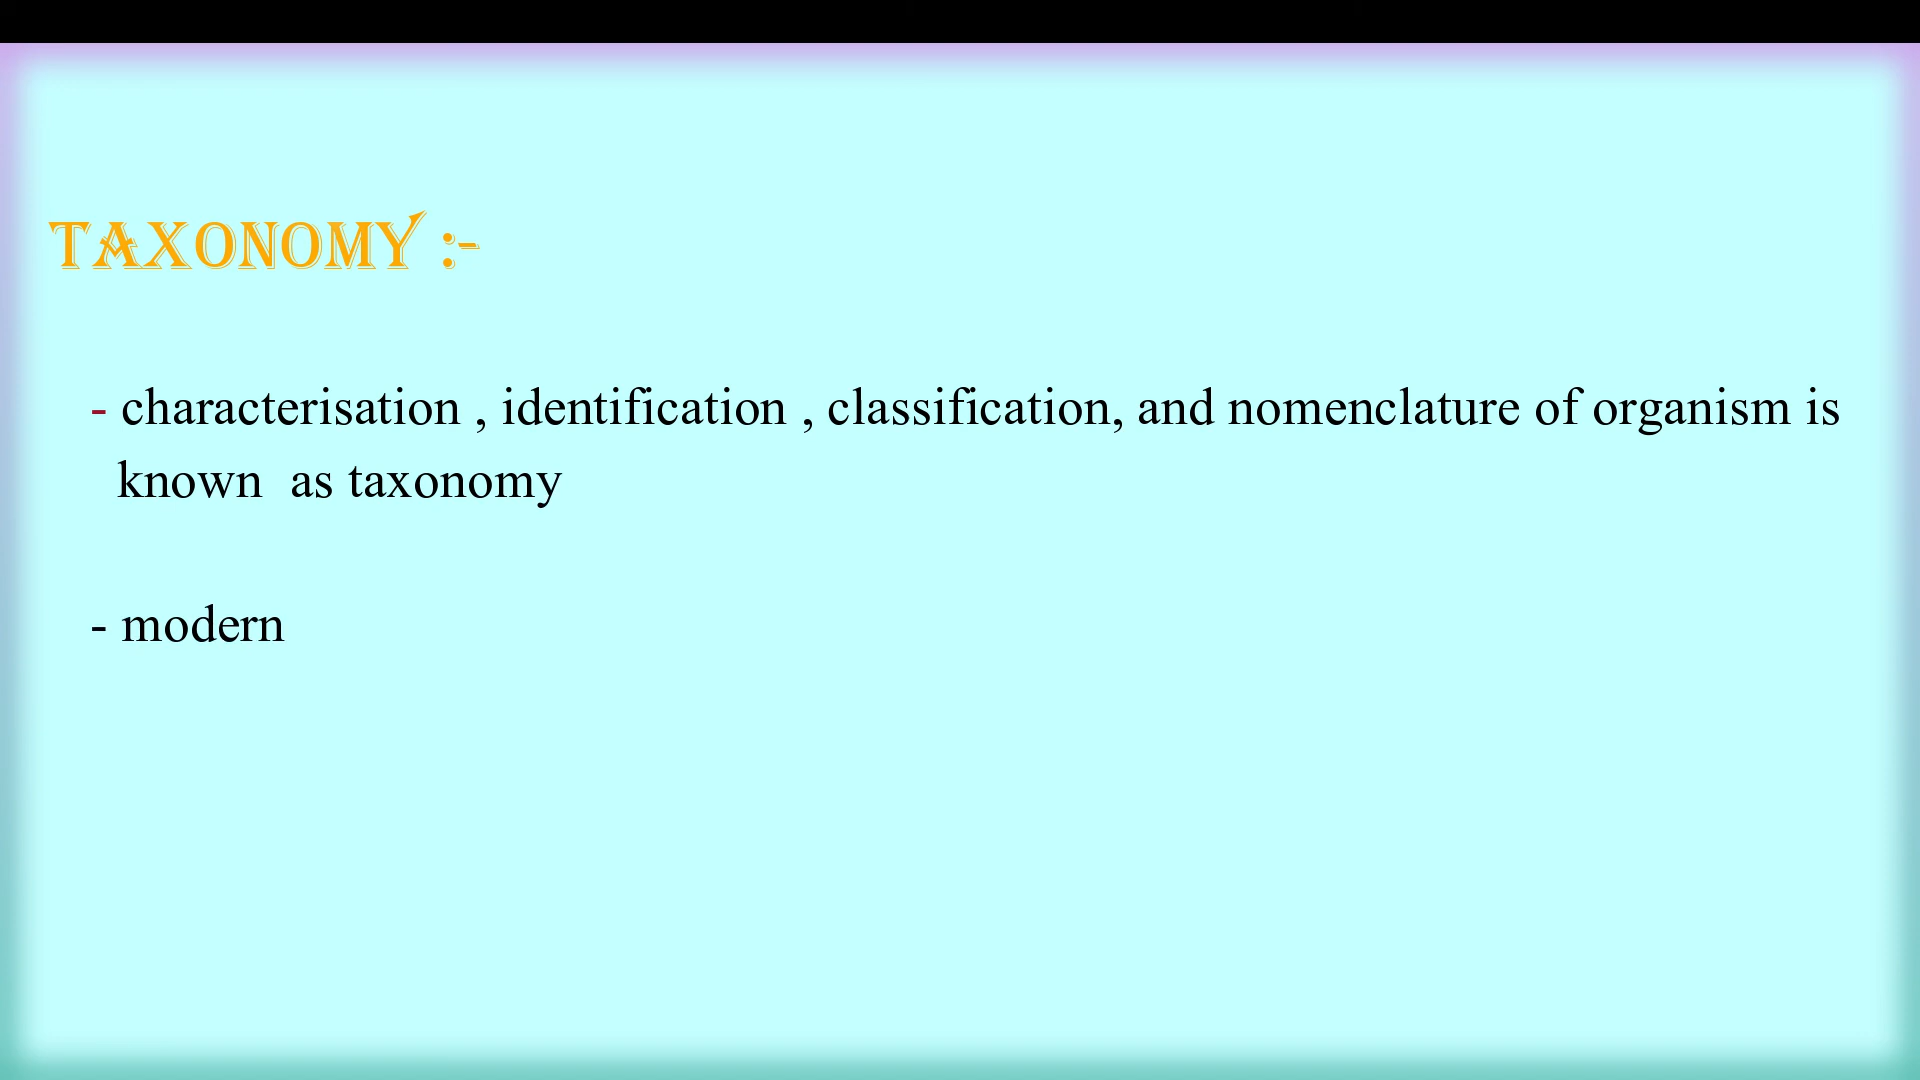 TAXONOMY :-
- characterisation , identification , classification, and nomenclature of organism is
known  as taxonomy
- modern